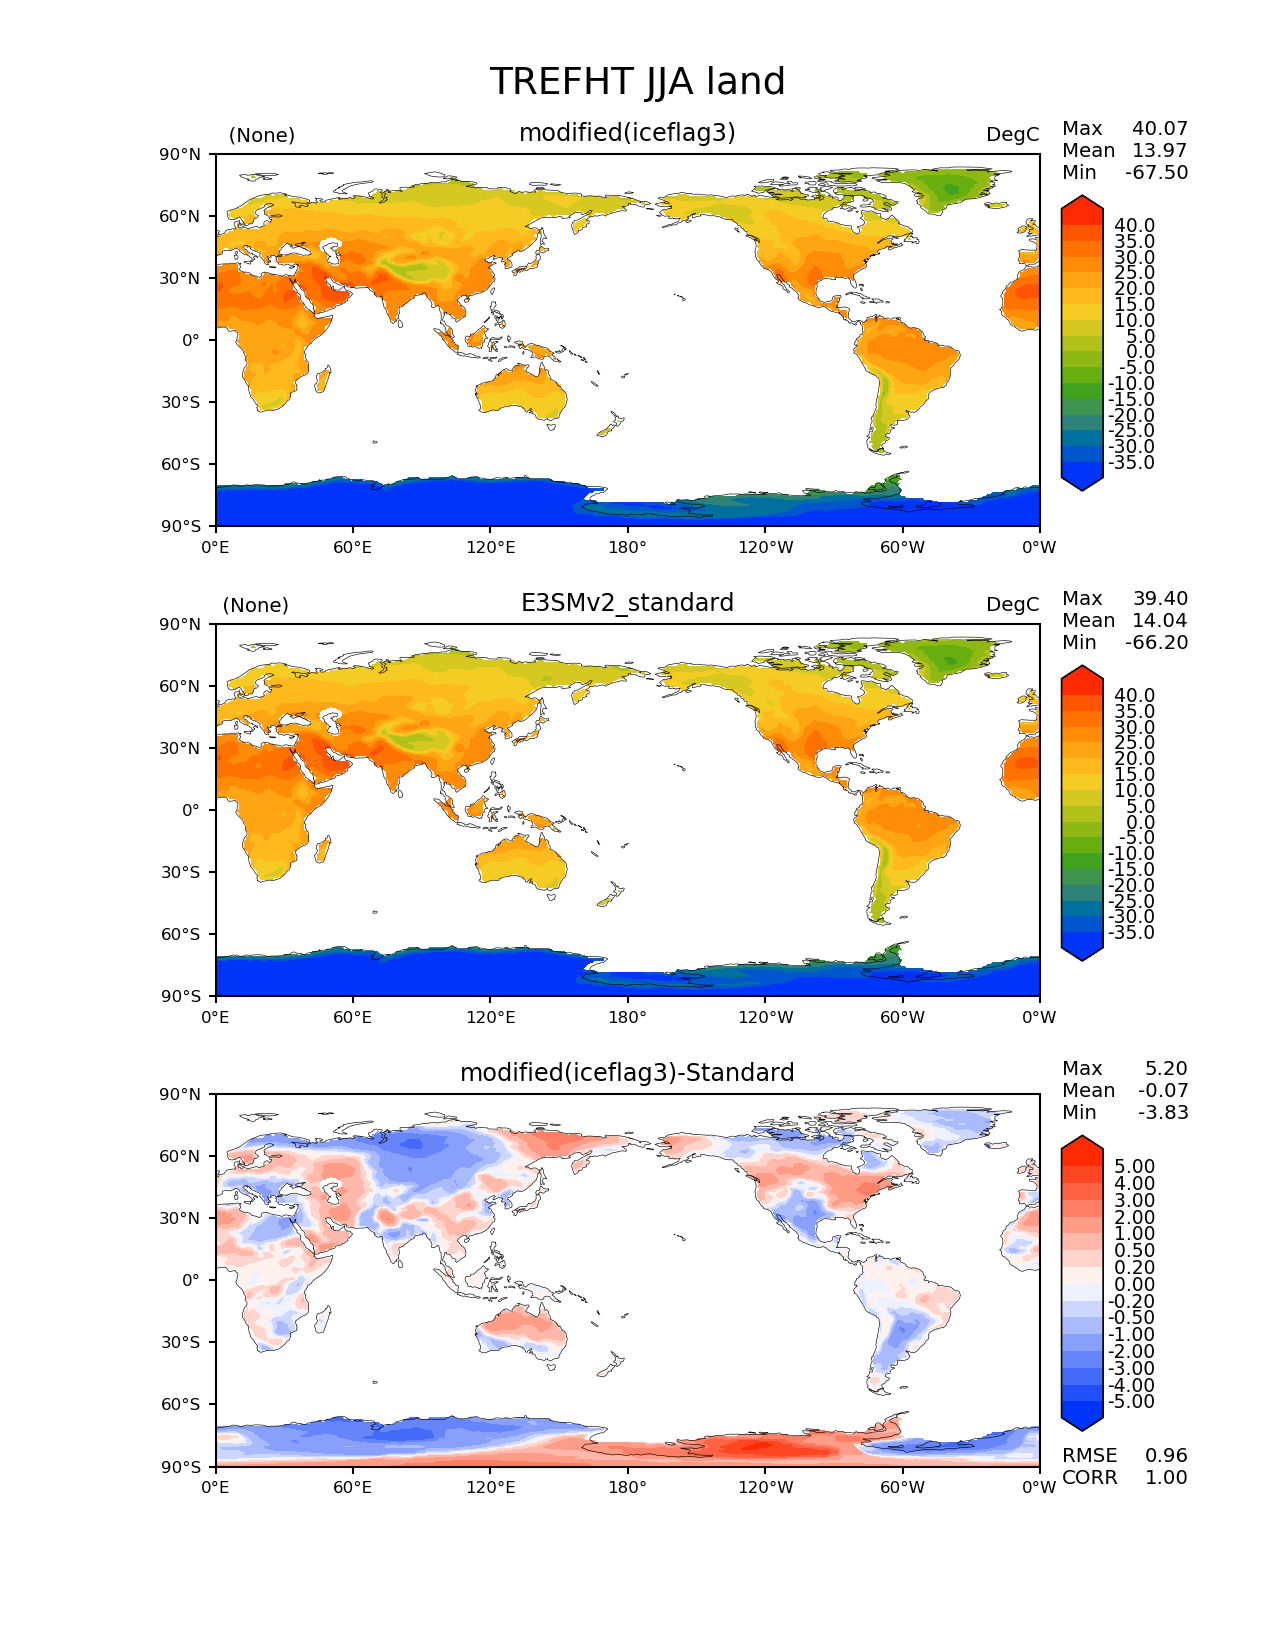 TREFHT JJA land
(None) modified(iceflag3) DegC
Max 40.07
Mean 13.97
Min -67.50
90°N
60°N
30°N
0°
30°S
60°S
90°S
0°E 60°E 120°E 180° 120°W 60°W 0°W
40.0
35.0
30.0
25.0
20.0
15.0
10.0
5.0
0.0
-5.0
-10.0
-15.0
-20.0
-25.0
-30.0
-35.0
(None) E3SMv2_standard DegC
Max 39.40
Mean 14.04
Min -66.20
90°N
60°N
30°N
0°
30°S
60°S
90°S
0°E 60°E 120°E 180° 120°W 60°W 0°W
40.0
35.0
30.0
25.0
20.0
15.0
10.0
5.0
0.0
-5.0
-10.0
-15.0
-20.0
-25.0
-30.0
-35.0
modified(iceflag3)-Standard
Max 5.20
Mean -0.07
Min -3.83
90°N
60°N
30°N
0°
30°S
60°S
90°S
0°E 60°E 120°E 180° 120°W 60°W 0°W
5.00
4.00
3.00
2.00
1.00
0.50
0.20
0.00
-0.20
-0.50
-1.00
-2.00
-3.00
-4.00
-5.00
RMSE 0.96
CORR 1.00